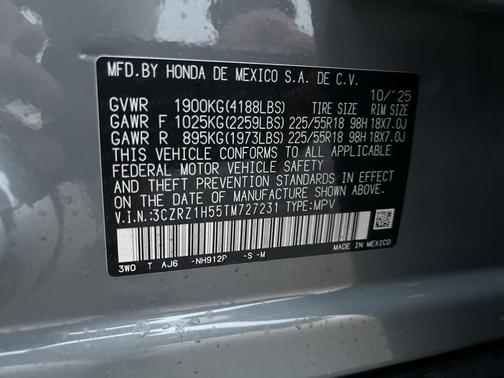 MFD.BY HONDA DE MEXICO S.A. DE C.V.
10/'25
GVWR 1900KG(4188LBS) TIRE SIZE RIM SIZE
GAWR F 1025KG(2259LBS) 225/55R18 98H 18X7.0J
GAWR R 895KG(1973LBS) 225/55R18 98H 18X7.0J
THIS VEHICLE CONFORMS TO ALL APPLICABLE
FEDERAL MOTOR VEHICLE SAFETY, BUMPER,
AND THEFT PREVENTION STANDARDS IN EFFECT
ON THE DATE OF MANUFACTURE SHOWN ABOVE.
V.I.N.:3CZRZ1H55TM727231 TYPE:MPV
3W0 T AJ6 -NH912P -S -M
MADE IN MEXICO